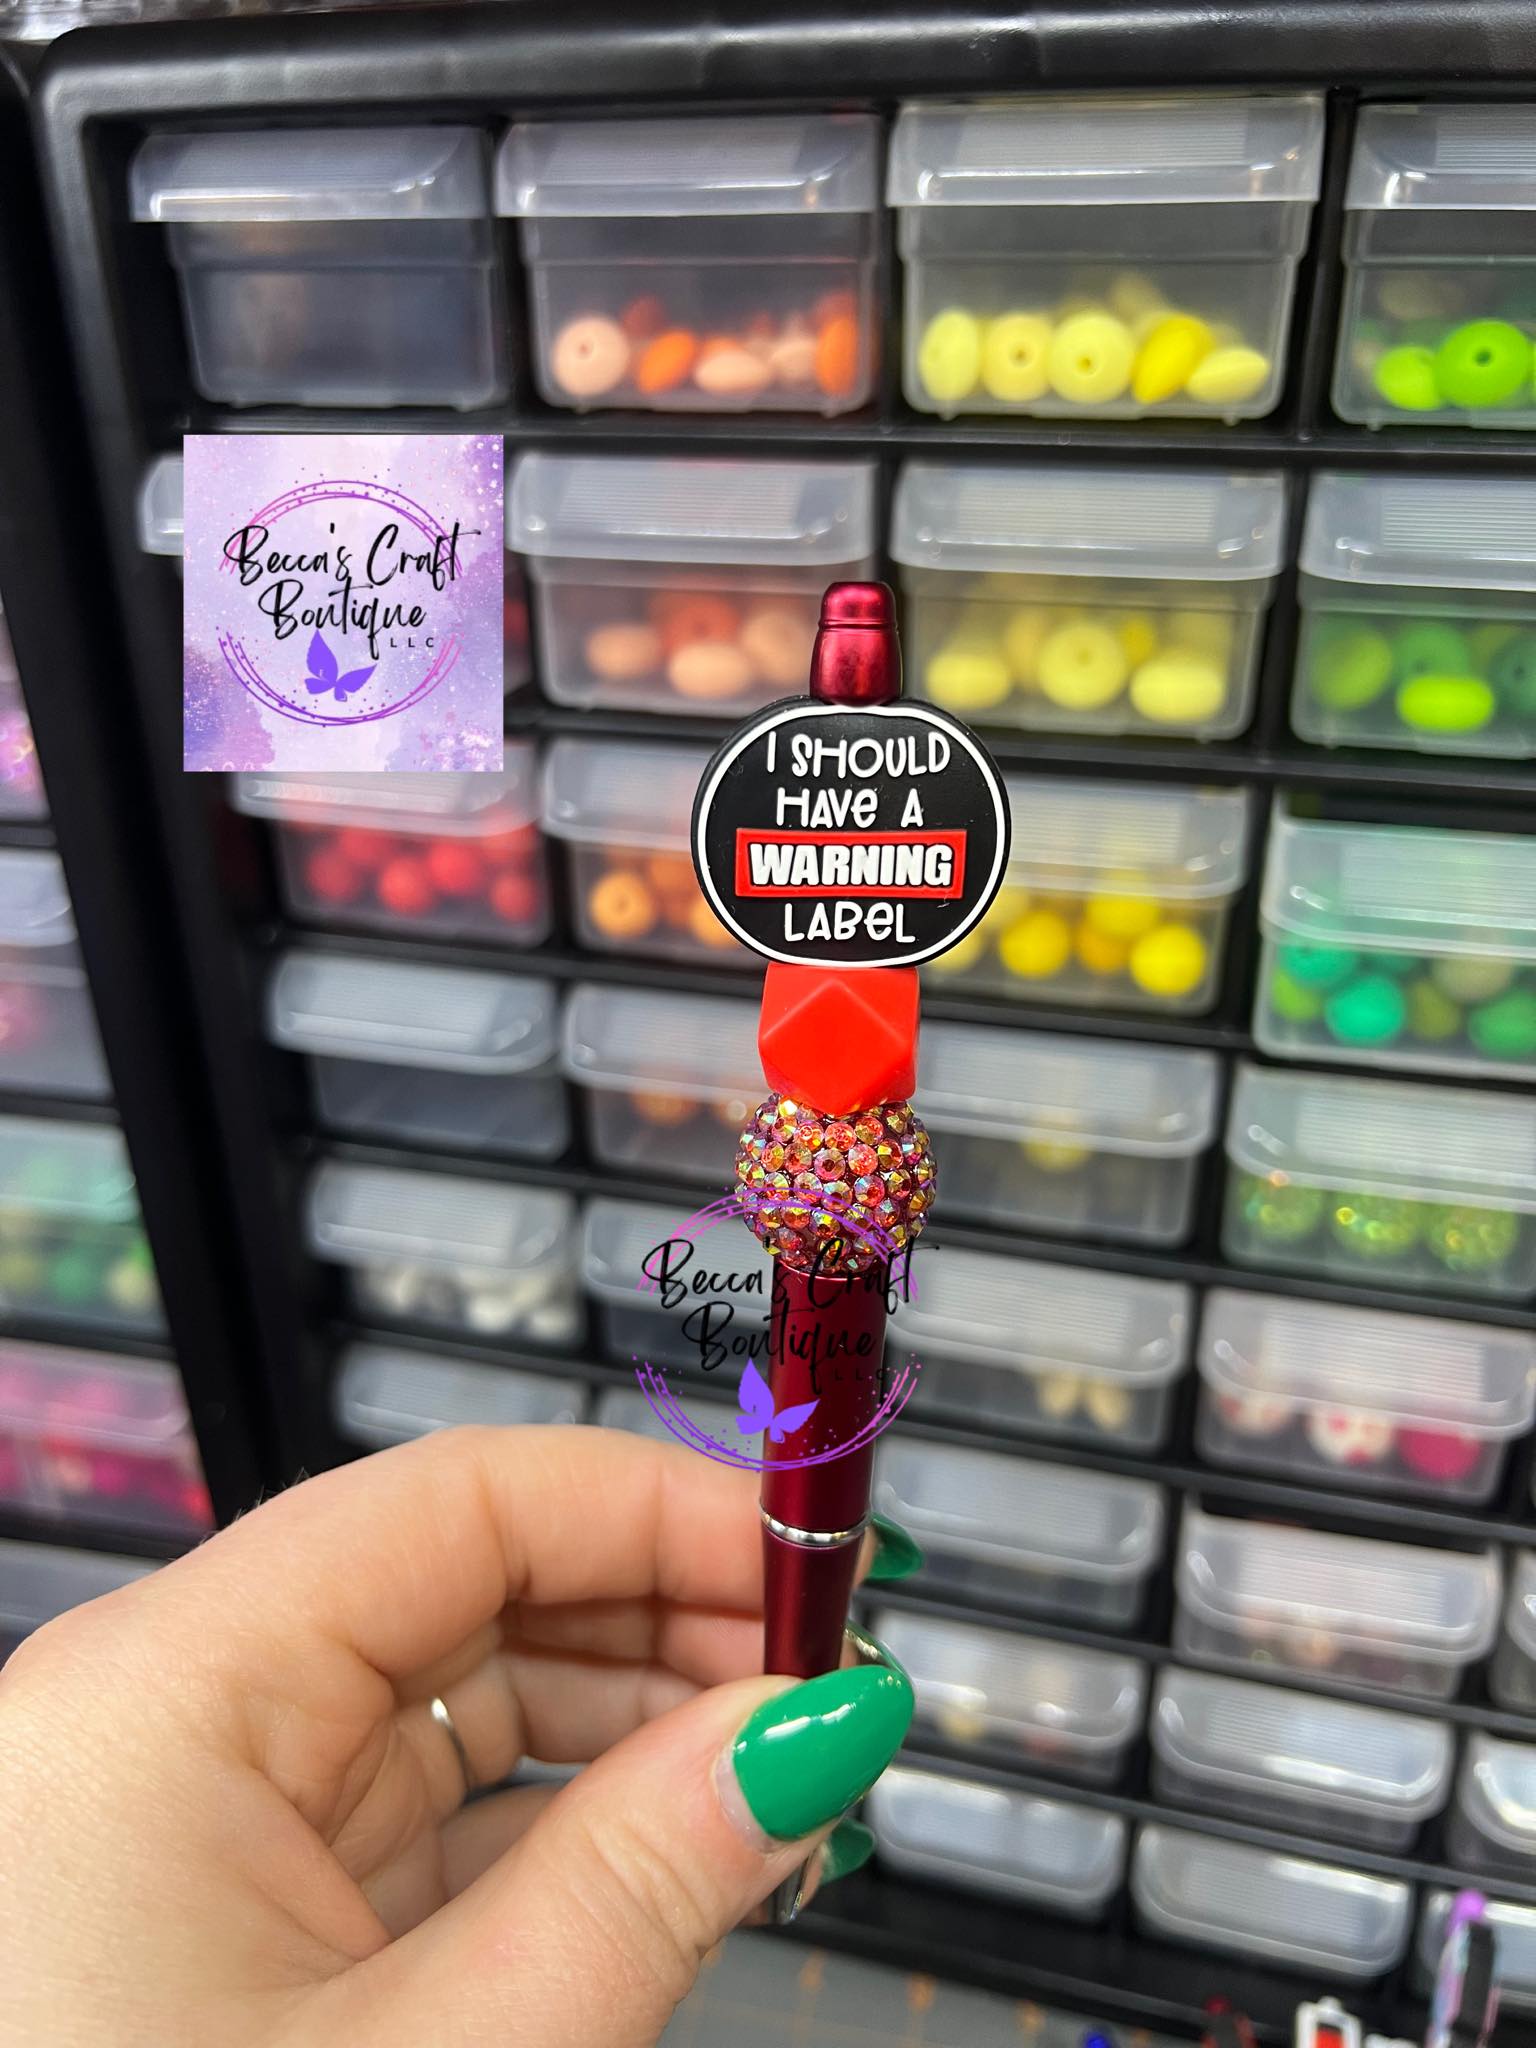 Becca's Craft
Boutique
LLC
I SHOULD
HAVE A
WARNING
LABEL
Becca's Craft
Boutique
LLC